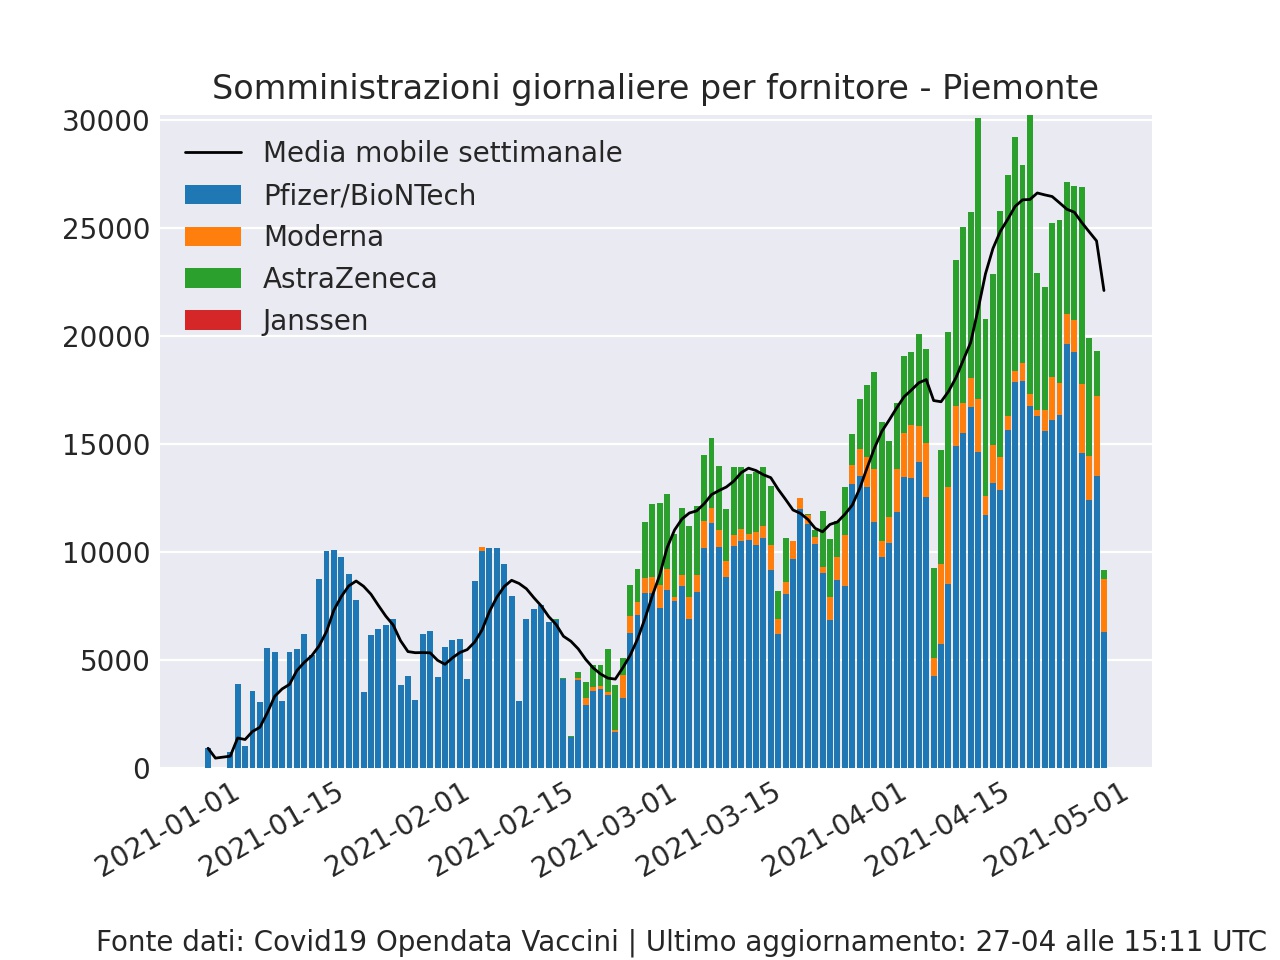 Somministrazioni giornaliere per fornitore - Piemonte
30000
25000
20000
15000
10000
5000
0
Media mobile settimanale
Pfizer/BioNTech
Moderna
AstraZeneca
Janssen
2021-01-01
2021-01-15
2021-02-01
2021-02-15
2021-03-01
2021-03-15
2021-04-01
2021-04-15
2021-05-01
Fonte dati: Covid19 Opendata Vaccini | Ultimo aggiornamento: 27-04 alle 15:11 UTC